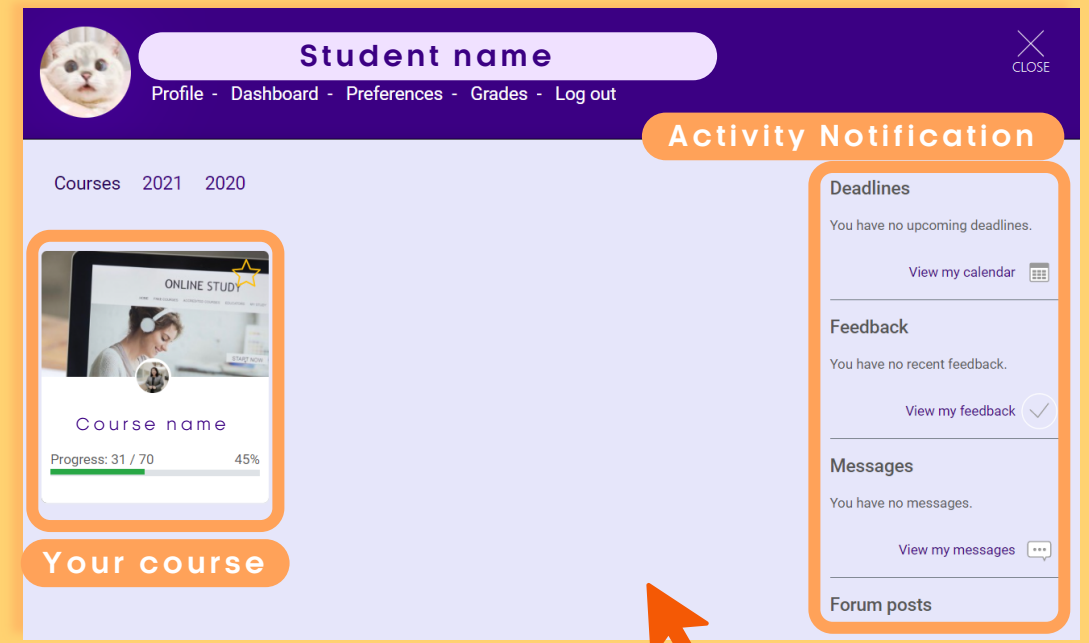 Student name
CLOSE
Profile - Dashboard - Preferences - Grades - Log out
Activity Notification
Courses 2021 2020
ONLINE STUDY
START NOW
Course name
Progress: 31 / 70 45%
Your course
Deadlines
You have no upcoming deadlines.
View my calendar
Feedback
You have no recent feedback.
View my feedback
Messages
You have no messages.
View my messages
Forum posts